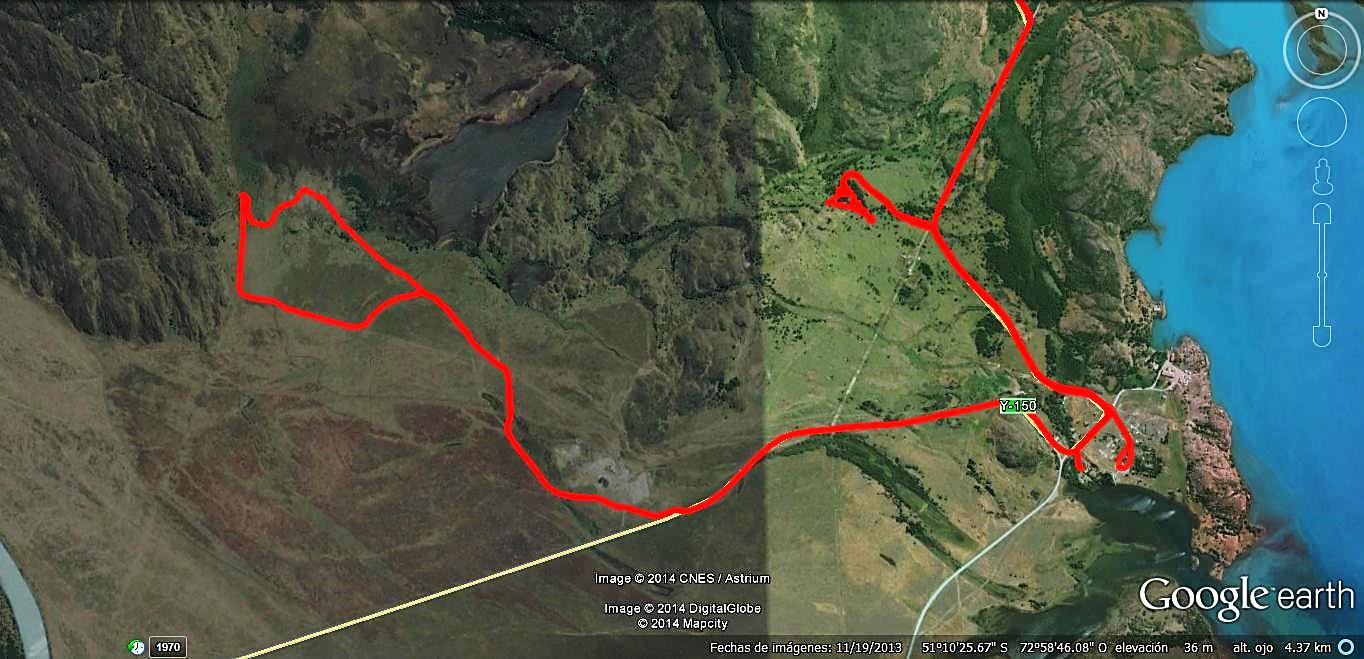 N
Y-150
Image © 2014 CNES / Astrium
Image © 2014 DigitalGlobe
© 2014 Mapcity
Google earth
1970
Fechas de imágenes: 11/19/2013 51°10'25.67" S 72°58'46.08" O elevación 36 m alt. ojo 4.37 km